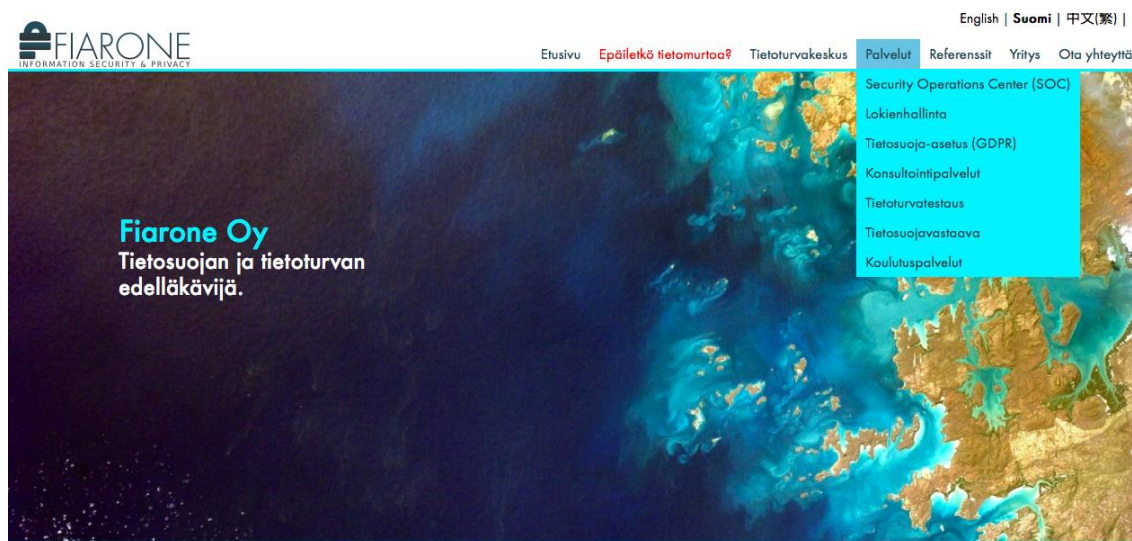 English | Suomi | 中文(繁) |
FIARONE
INFORMATION SECURITY & PRIVACY
Etusivu Epäiletkö tietomurtoa? Tietoturvakeskus Palvelut Referenssit Yritys Ota yhteyttä
Security Operations Center (SOC)
Lokienhallinta
Tietosuoja-asetus (GDPR)
Konsultointipalvelut
Tietoturvatestaus
Tietosuojavastaava
Koulutuspalvelut
Fiarone Oy
Tietosuojan ja tietoturvan
edelläkävijä.